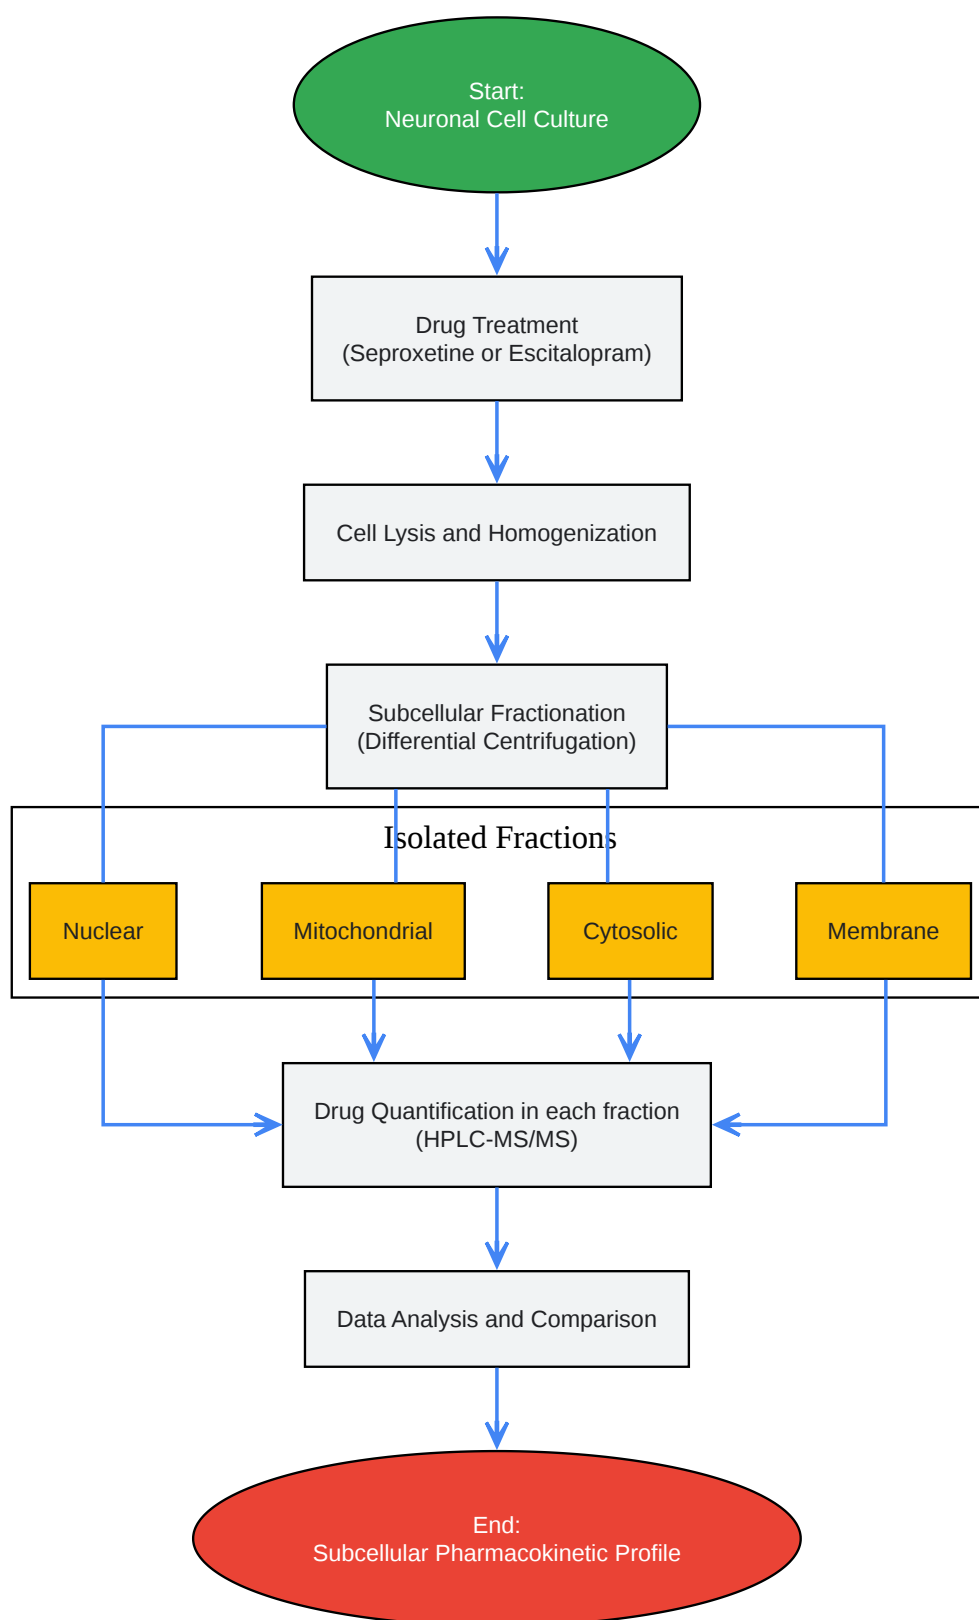 Start:
Neuronal Cell Culture
Drug Treatment
(Seproxetine or Escitalopram)
Cell Lysis and Homogenization
Subcellular Fractionation
(Differential Centrifugation)
Isolated Fractions
Nuclear
Mitochondrial
Cytosolic
Membrane
Drug Quantification in each fraction
(HPLC-MS/MS)
Data Analysis and Comparison
End:
Subcellular Pharmacokinetic Profile